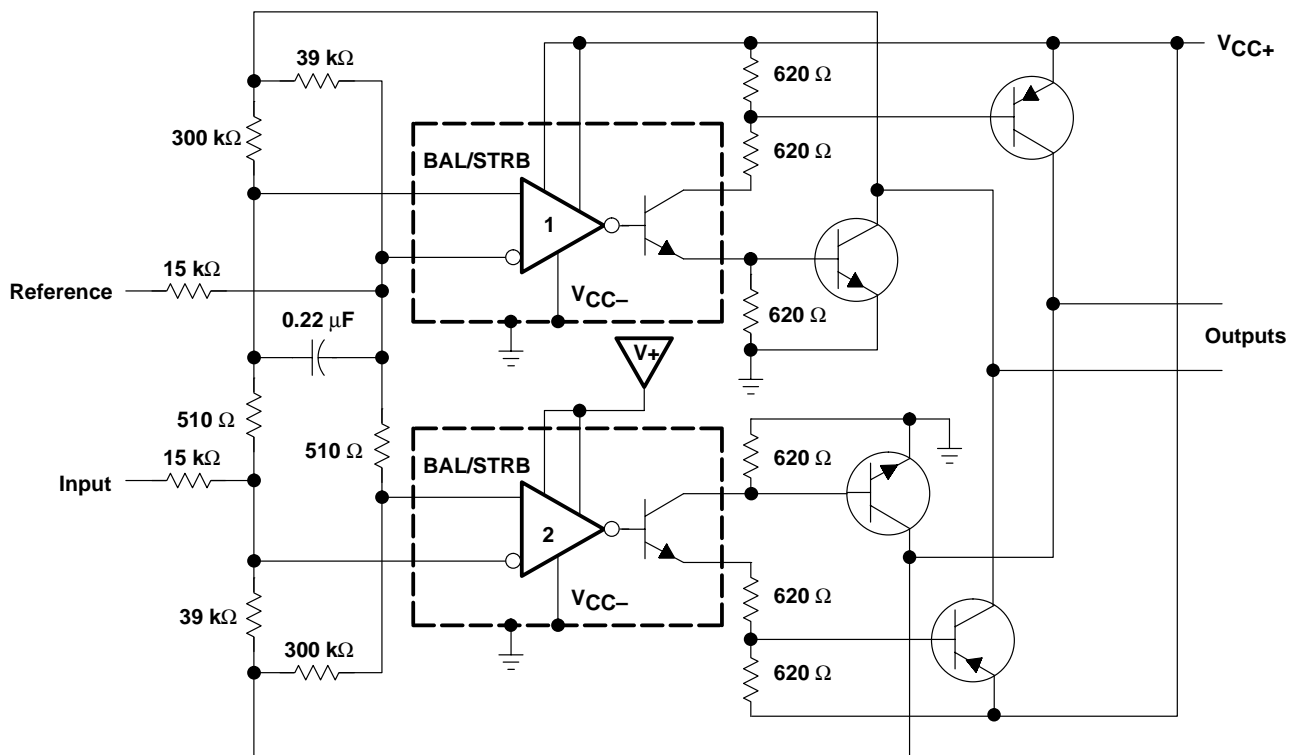 39 kΩ
V_CC+
620 Ω
300 kΩ
620 Ω
BAL/STRB
1
15 kΩ
Reference
V_CC–
620 Ω
0.22 µF
Outputs
V+
510 Ω
15 kΩ
510 Ω
BAL/STRB
620 Ω
Input
2
V_CC–
620 Ω
39 kΩ
300 kΩ
620 Ω